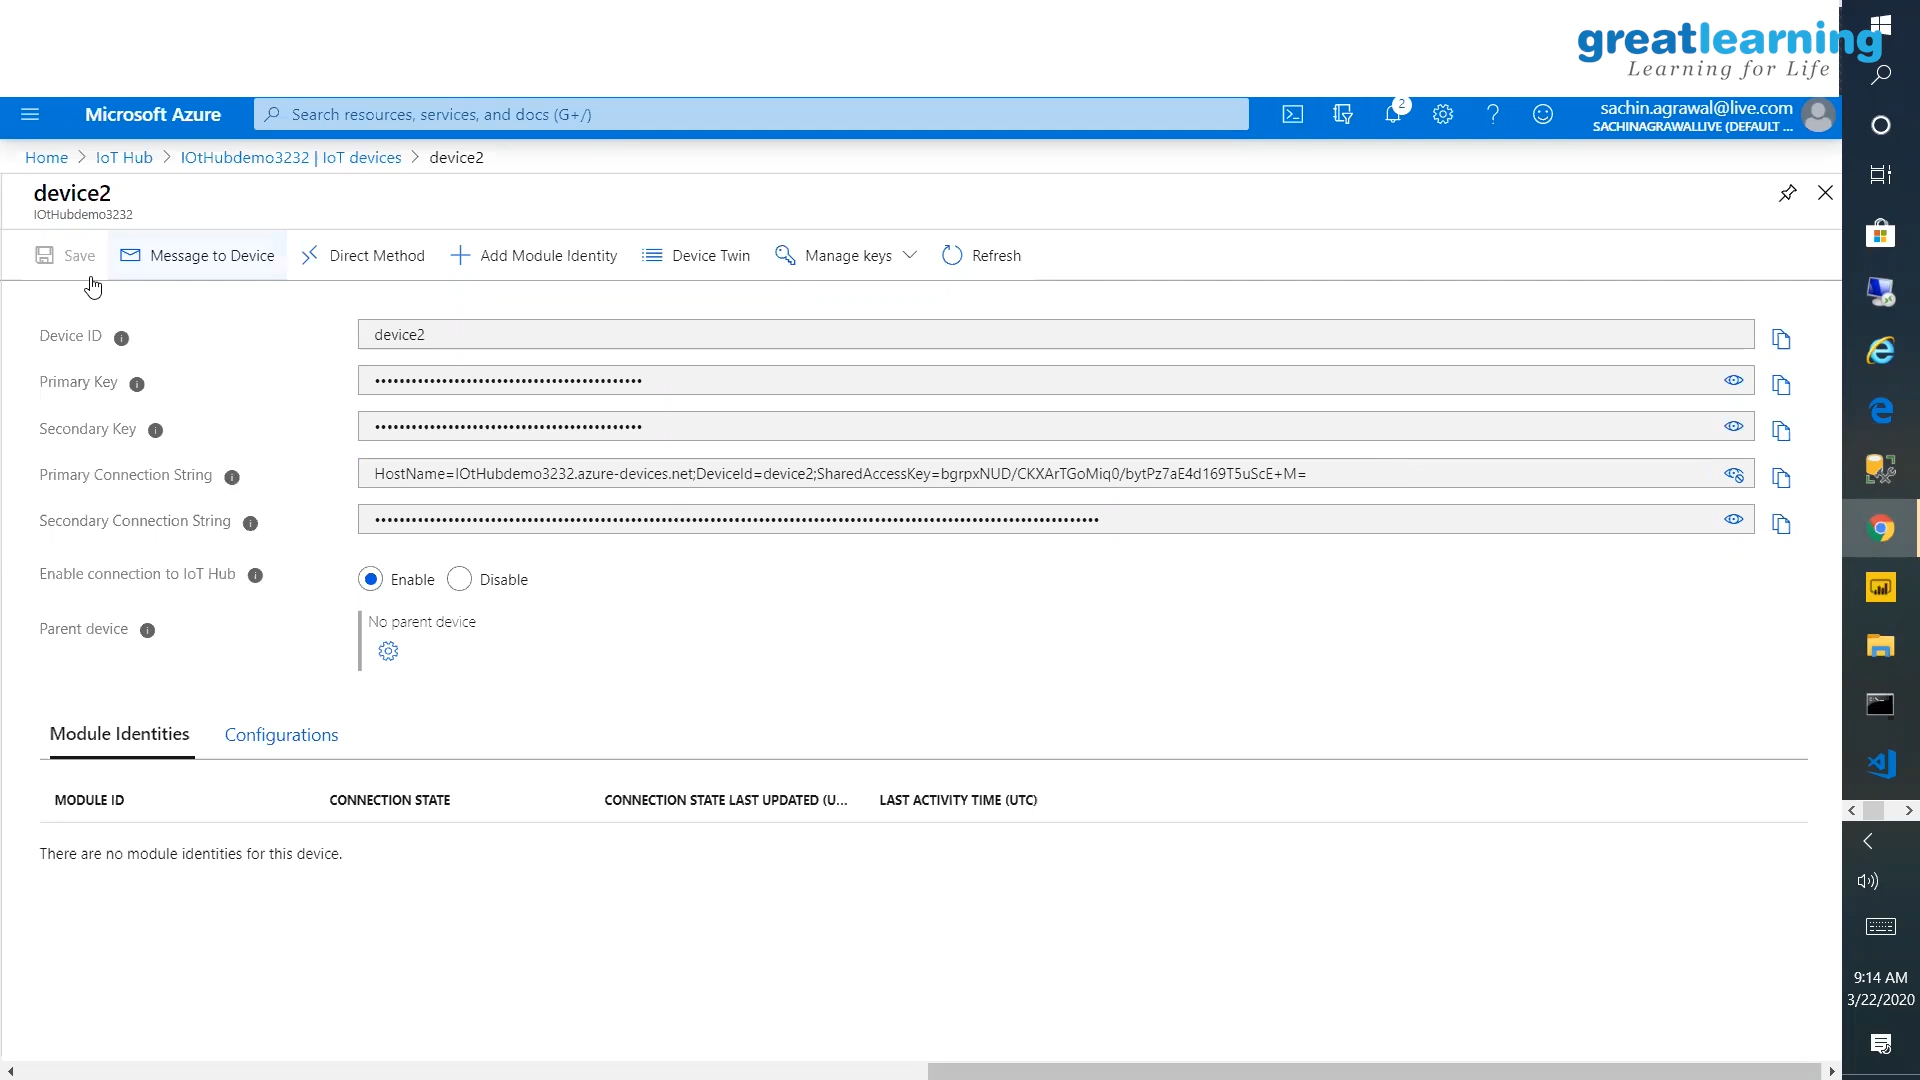 greatlearning
Learning for Life
Microsoft Azure
Search resources, services, and docs (G+/)
2
sachin.agrawal@live.com
SACHINAGRAWALLIVE (DEFAULT ...
Home > IoT Hub > IOtHubdemo3232 | IoT devices > device2
device2
IOtHubdemo3232
Save
Message to Device
Direct Method
Add Module Identity
Device Twin
Manage keys
Refresh
Device ID
device2
Primary Key
Secondary Key
Primary Connection String
HostName=IOtHubdemo3232.azure-devices.net;DeviceId=device2;SharedAccessKey=bgrpxNUD/CKXArTGoMiq0/bytPz7aE4d169T5uScE+M=
Secondary Connection String
Enable connection to IoT Hub
Enable
Disable
Parent device
No parent device
Module Identities
Configurations
MODULE ID
CONNECTION STATE
CONNECTION STATE LAST UPDATED (U...
LAST ACTIVITY TIME (UTC)
There are no module identities for this device.
9:14 AM
3/22/2020